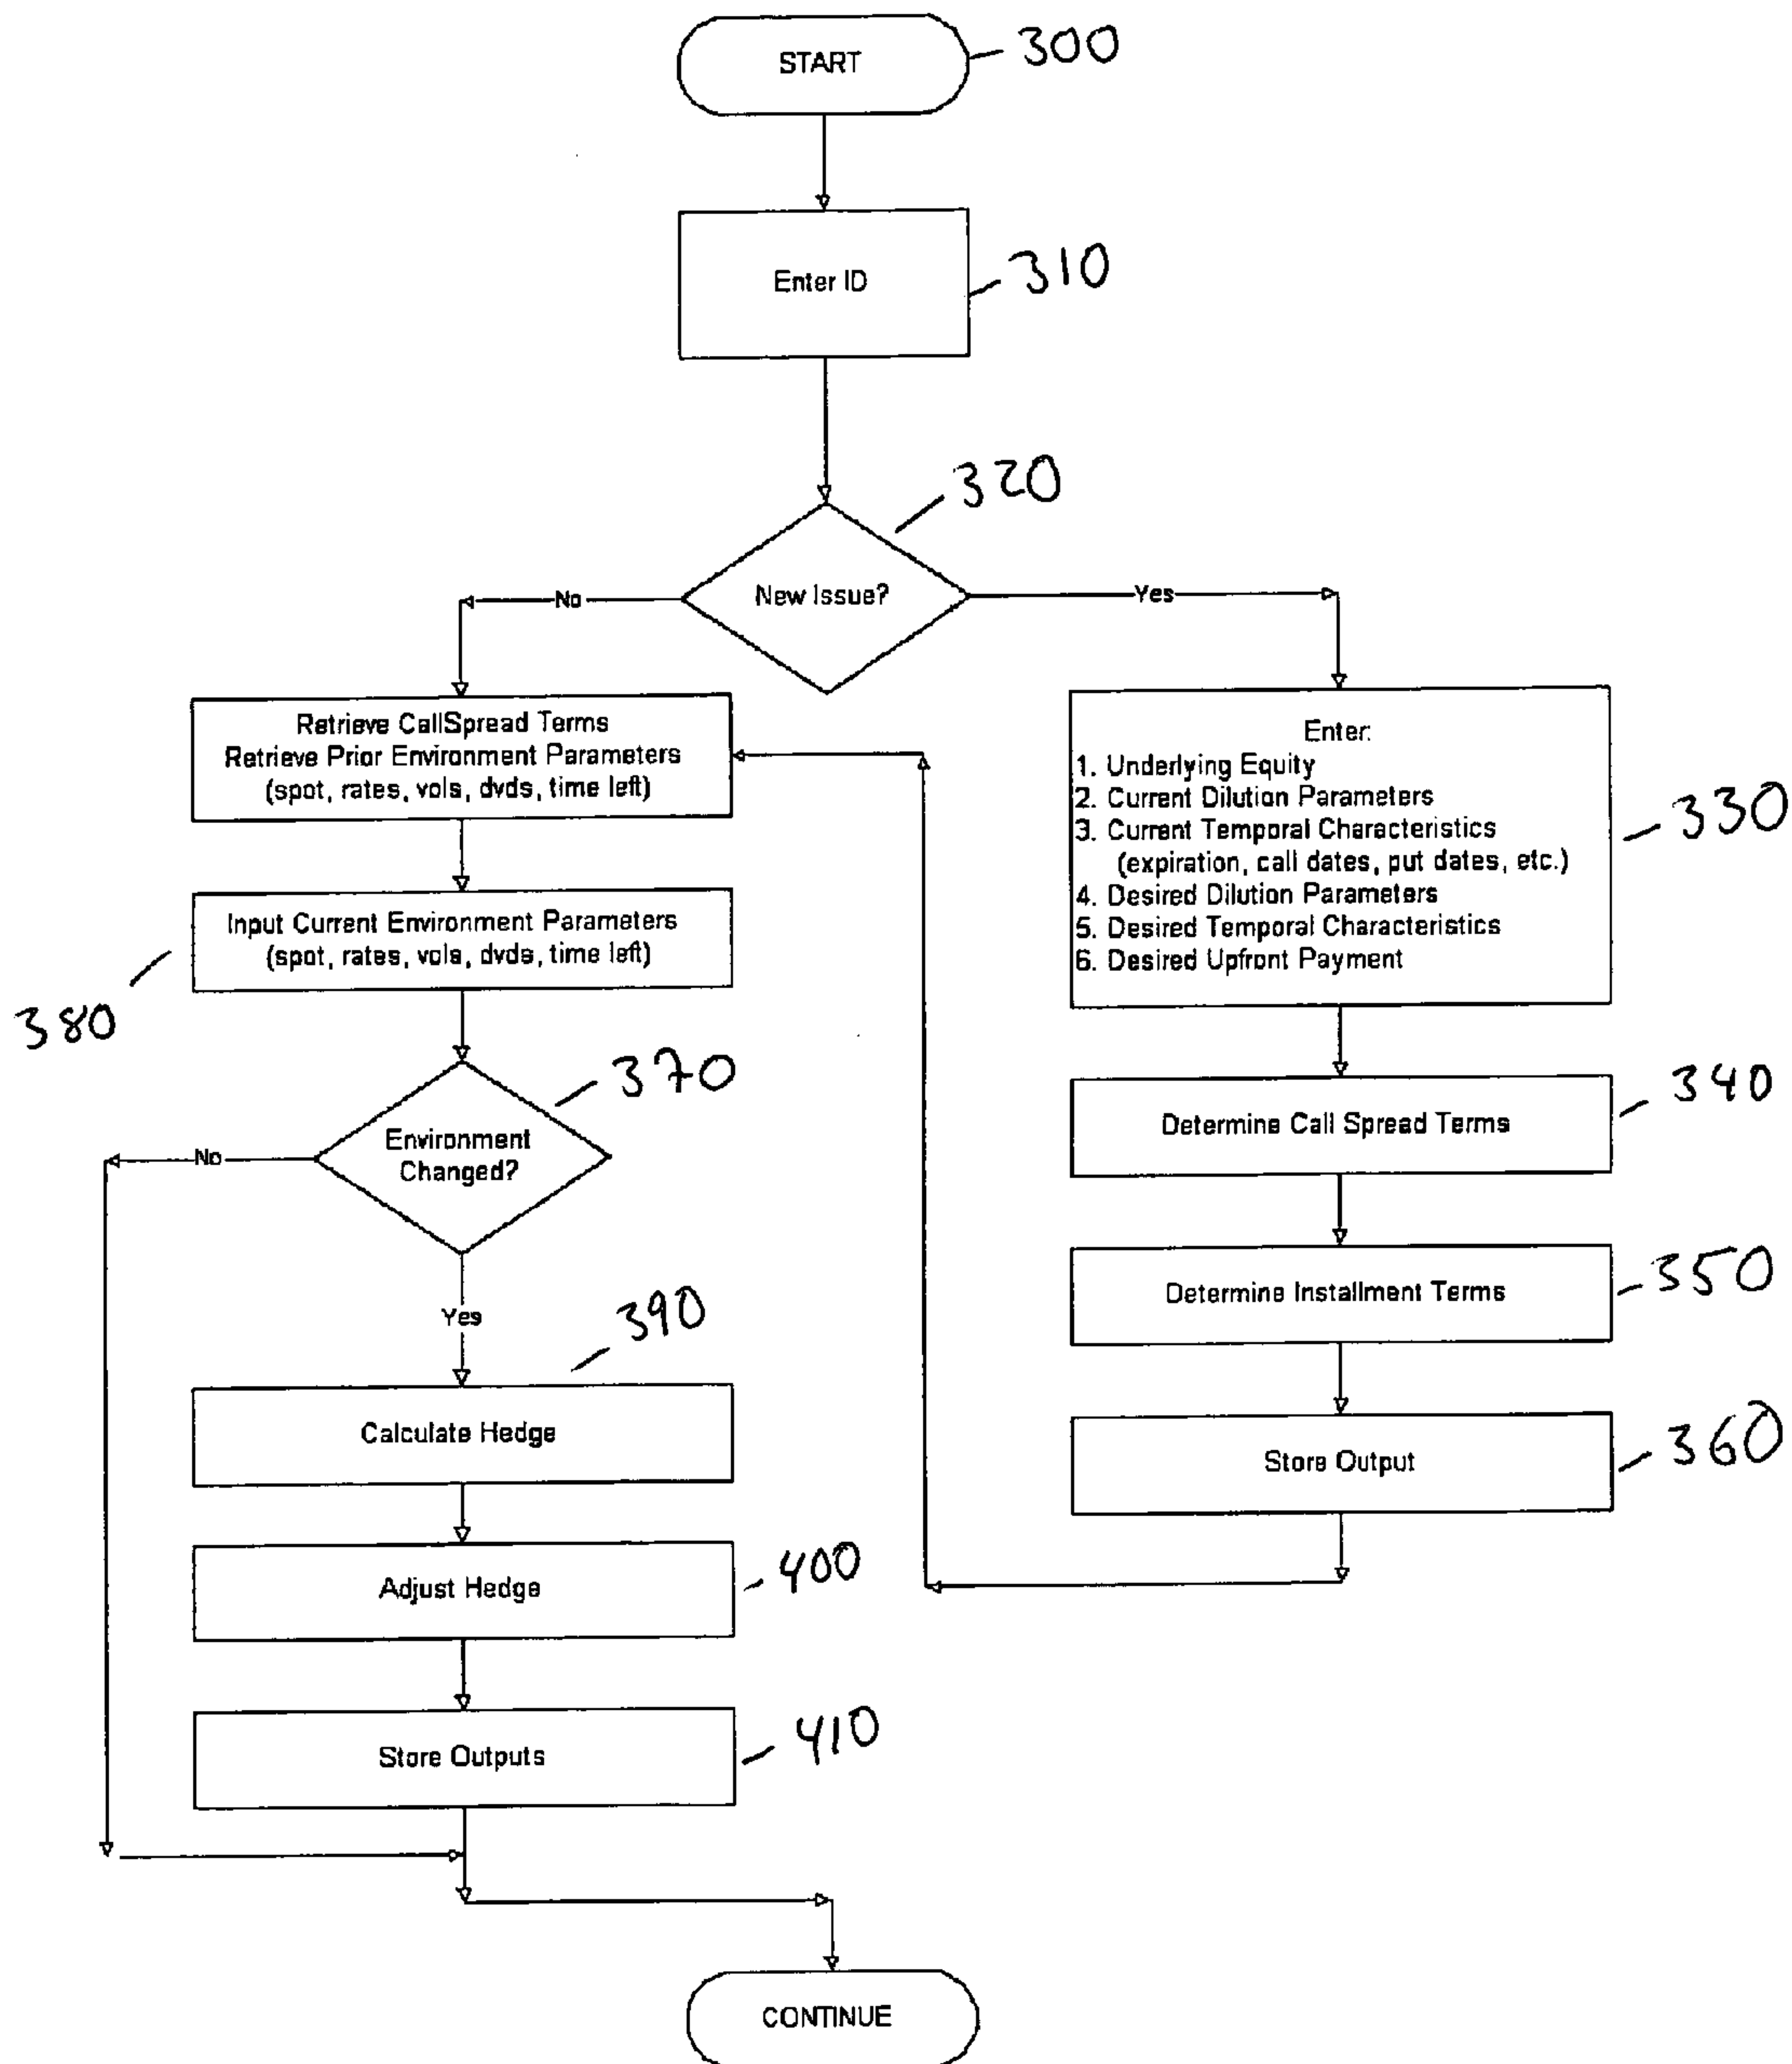 START
300
Enter ID
310
320
New Issue?
No
Yes
Retrieve CallSpread Terms
Retrieve Prior Environment Parameters
(spot, rates, vols, dvds, time left)
Enter:
1. Underlying Equity
2. Current Dilution Parameters
3. Current Temporal Characteristics
(expiration, call dates, put dates, etc.)
4. Desired Dilution Parameters
5. Desired Temporal Characteristics
6. Desired Upfront Payment
330
Input Current Environment Parameters
(spot, rates, vols, dvds, time left)
380
370
Environment
Changed?
No
Yes
Determine Call Spread Terms
340
Determine Installment Terms
350
390
Calculate Hedge
Store Output
360
Adjust Hedge
400
Store Outputs
410
CONTINUE